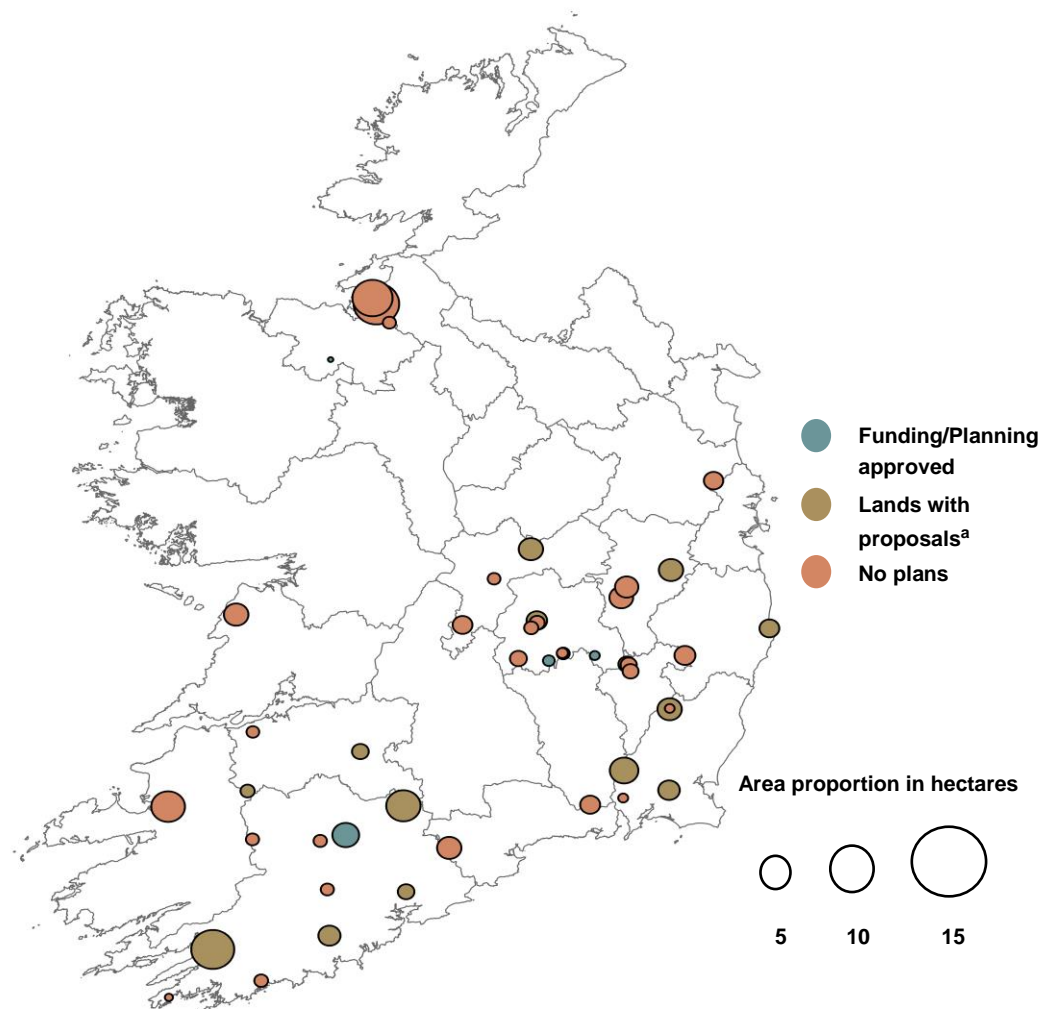 Funding/Planning
approved
Lands with
proposalsª
No plans
Area proportion in hectares
5 10 15